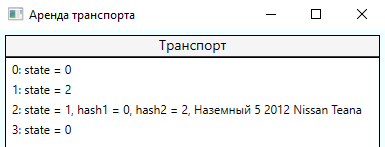 Аренда транспорта
Транспорт
0: state = 0
1: state = 2
2: state = 1, hash1 = 0, hash2 = 2, Наземный 5 2012 Nissan Teana
3: state = 0